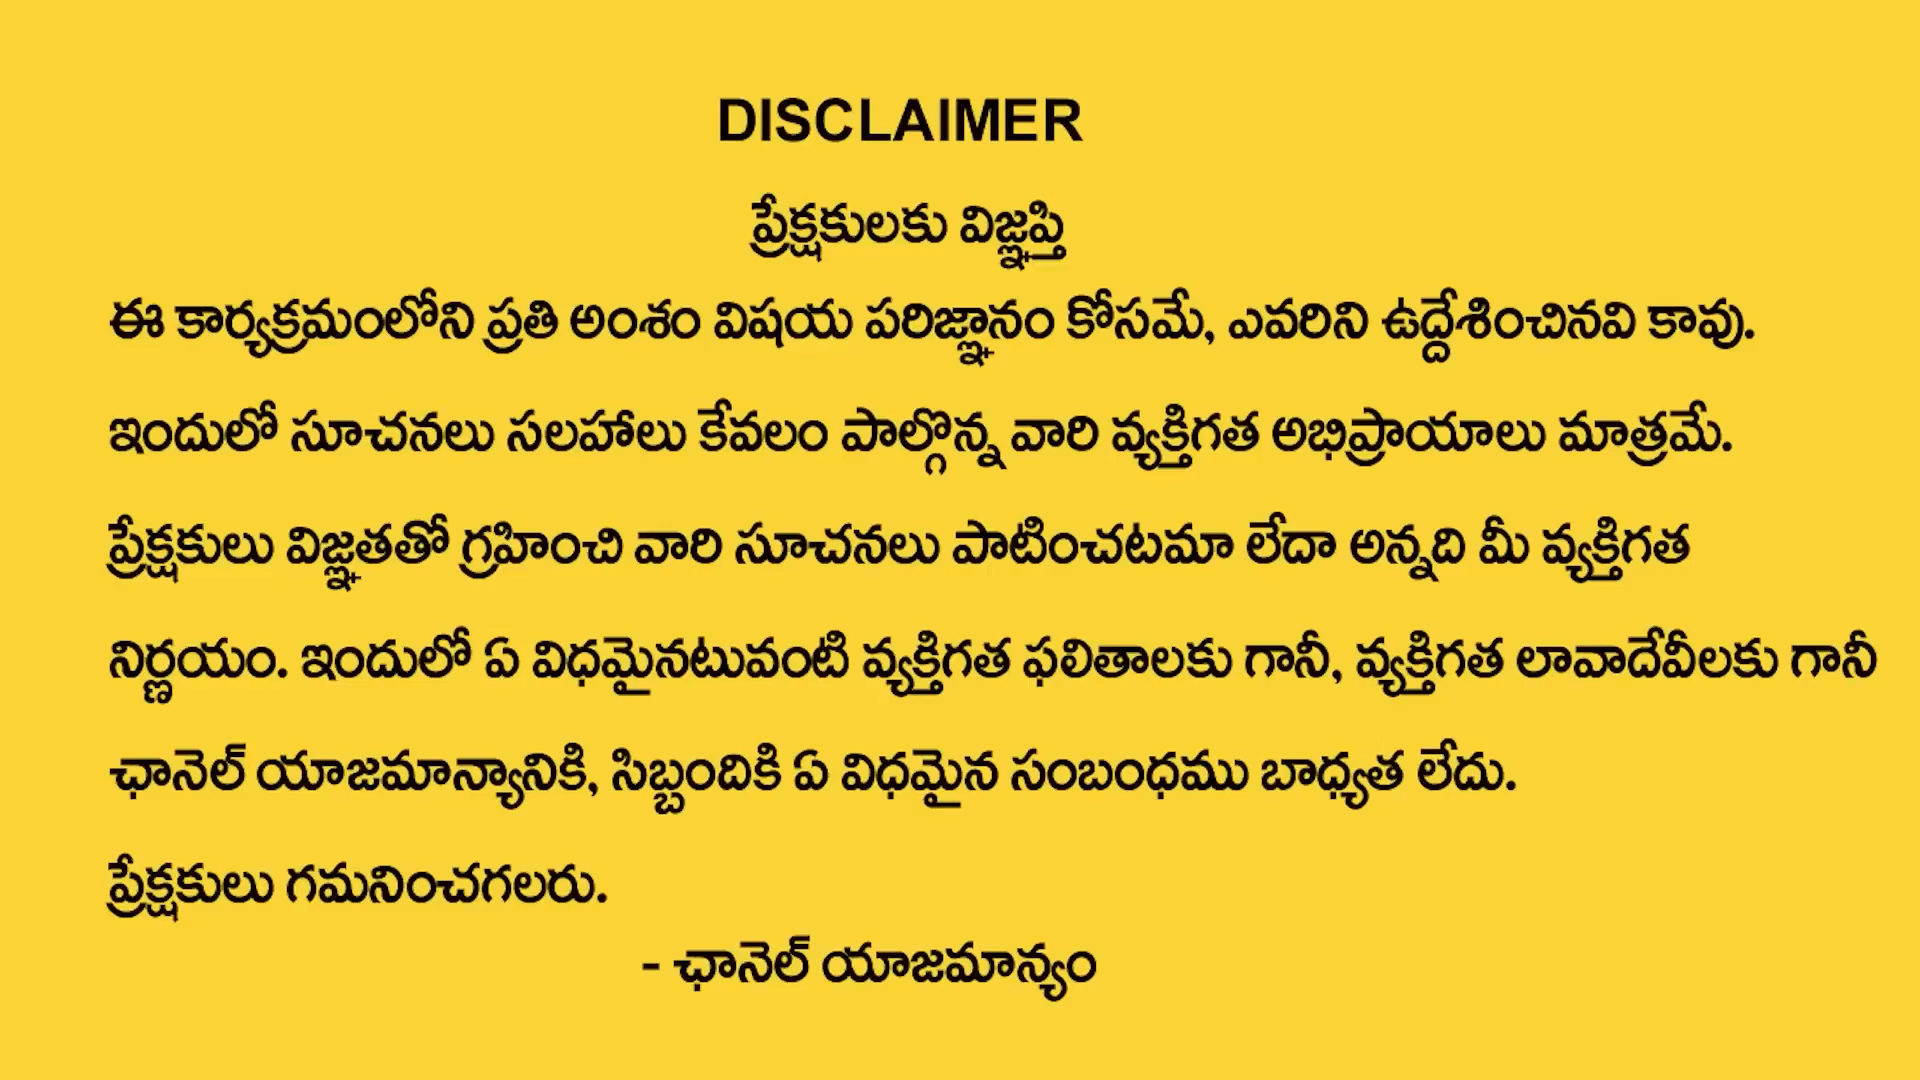 DISCLAIMER
ప్రేక్షకులకు విజ్ఞప్తి
ఈ కార్యక్రమంలోని ప్రతి అంశం విషయ పరిజ్ఞానం కోసమే, ఎవరిని ఉద్దేశించినవి కావు.
ఇందులో సూచనలు సలహాలు కేవలం పాల్గొన్న వారి వ్యక్తిగత అభిప్రాయాలు మాత్రమే.
ప్రేక్షకులు విజ్ఞతతో గ్రహించి వారి సూచనలు పాటించటమా లేదా అన్నది మీ వ్యక్తిగత
నిర్ణయం. ఇందులో ఏ విధమైనటువంటి వ్యక్తిగత ఫలితాలకు గానీ, వ్యక్తిగత లావాదేవీలకు గానీ
ఛానెల్ యాజమాన్యానికి, సిబ్బందికి ఏ విధమైన సంబంధము బాధ్యత లేదు.
ప్రేక్షకులు గమనించగలరు.
- ఛానెల్ యాజమాన్యం